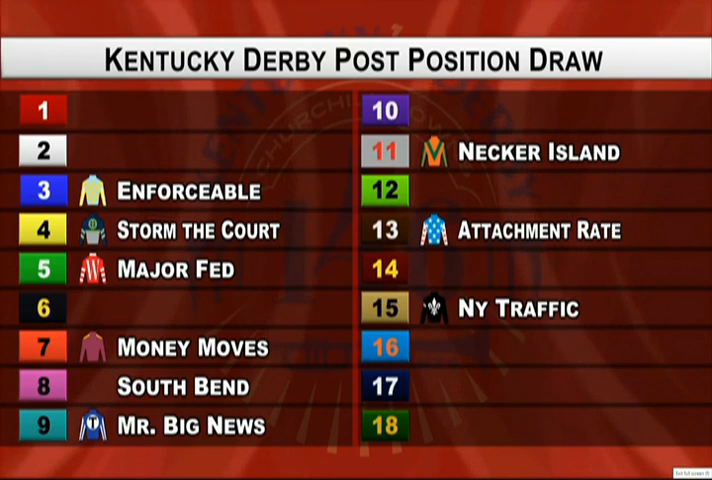 KENTUCKY DERBY POST POSITION DRAW
1
2
3 ENFORCEABLE
4 STORM THE COURT
5 MAJOR FED
6
7 MONEY MOVES
8 SOUTH BEND
9 MR. BIG NEWS
10
11 NECKER ISLAND
12
13 ATTACHMENT RATE
14
15 NY TRAFFIC
16
17
18